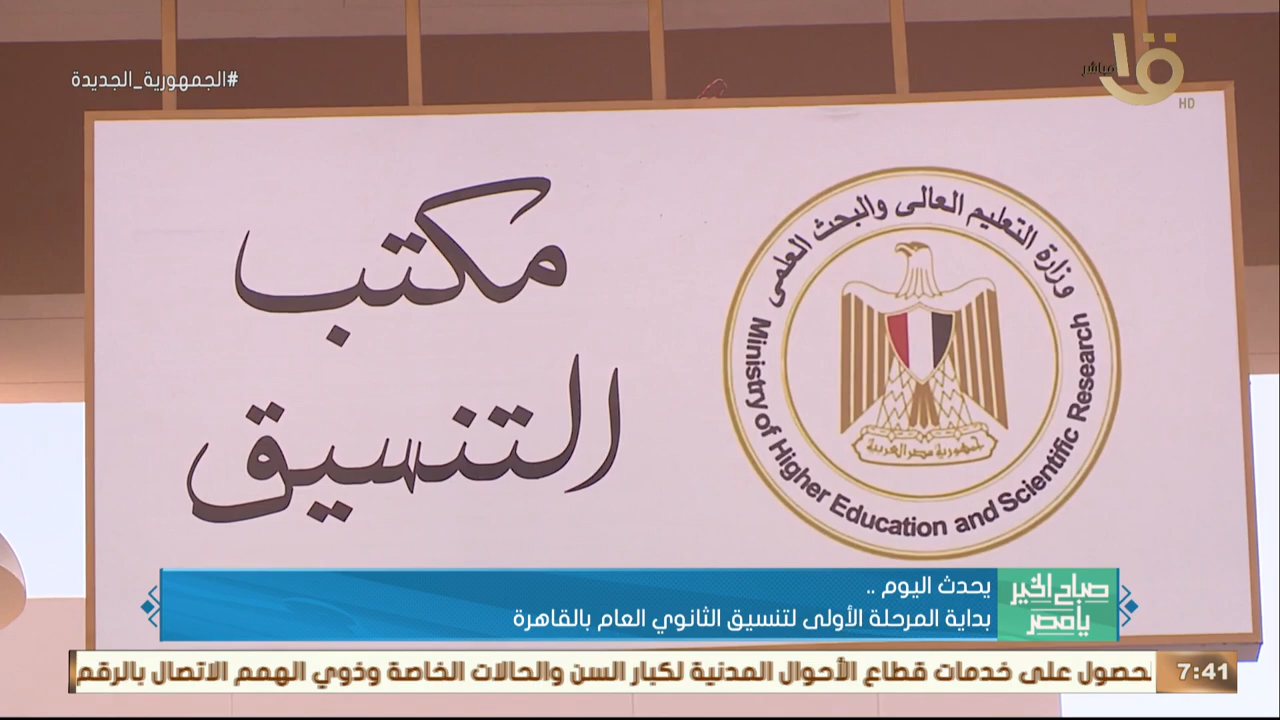 #الجمهورية_الجديدة
مباشر
HD
مكتب
التنسيق
وزارة التعليم العالى والبحث العلمى
Ministry of Higher Education and Scientific Research
جمهورية مصر العربية
صباح الخير
يا مصر
يحدث اليوم ..
بداية المرحلة الأولى لتنسيق الثانوي العام بالقاهرة
7:41
لحصول على خدمات قطاع الأحوال المدنية لكبار السن والحالات الخاصة وذوي الهمم الاتصال بالرقم